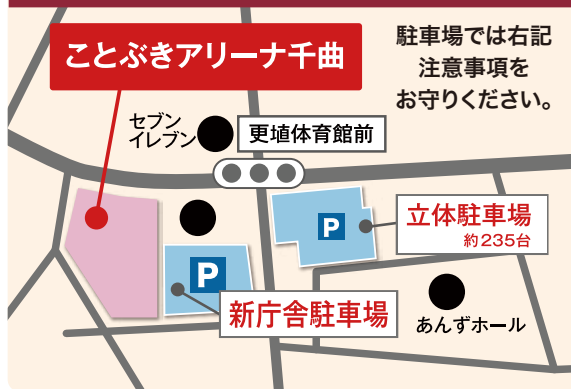 ことぶきアリーナ千曲
駐車場では右記
注意事項を
お守りください。
セブン
イレブン
更埴体育館前
P
立体駐車場
約235台
P
新庁舎駐車場
あんずホール